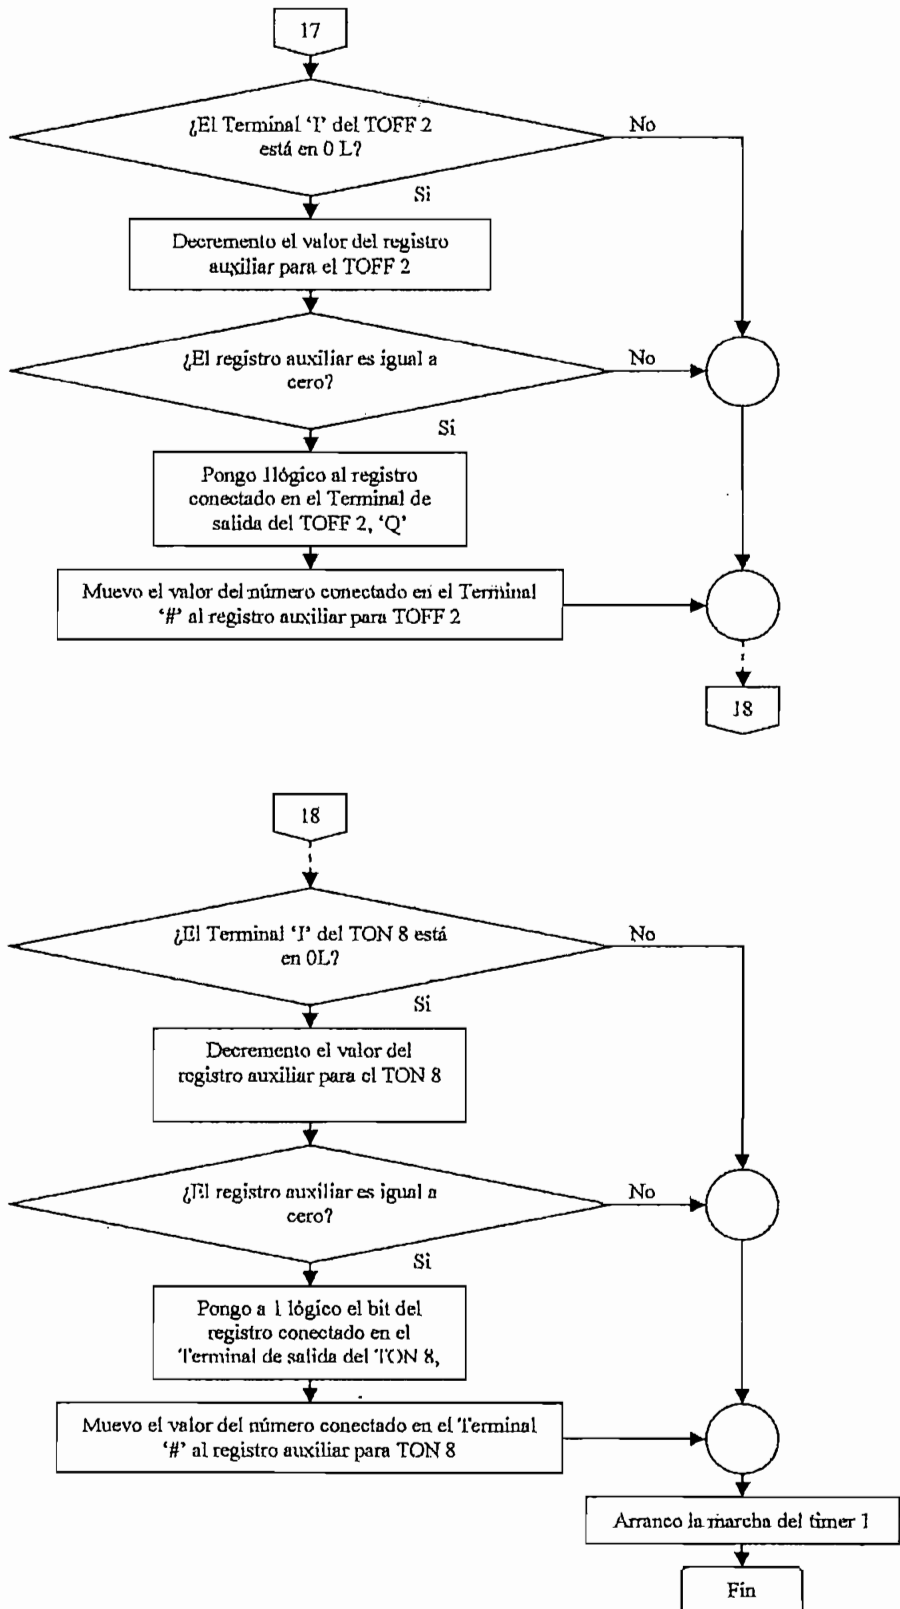 17
¿El Terminal 'I' del TOFF 2
está en 0 L?
No
Si
Decremento el valor del registro
auxiliar para el TOFF 2
¿El registro auxiliar es igual a
cero?
No
Si
Pongo 1lógico al registro
conectado en el Terminal de
salida del TOFF 2, 'Q'
Muevo el valor del número conectado en el Terminal
'#' al registro auxiliar para TOFF 2
18
18
¿El Terminal 'I' del TON 8 está
en 0L?
No
Si
Decremento el valor del
registro auxiliar para el TON 8
¿El registro auxiliar es igual a
cero?
No
Si
Pongo a 1 lógico el bit del
registro conectado en el
Terminal de salida del TON 8,
Muevo el valor del número conectado en el Terminal
'#' al registro auxiliar para TON 8
Arranco la marcha del timer 1
Fin